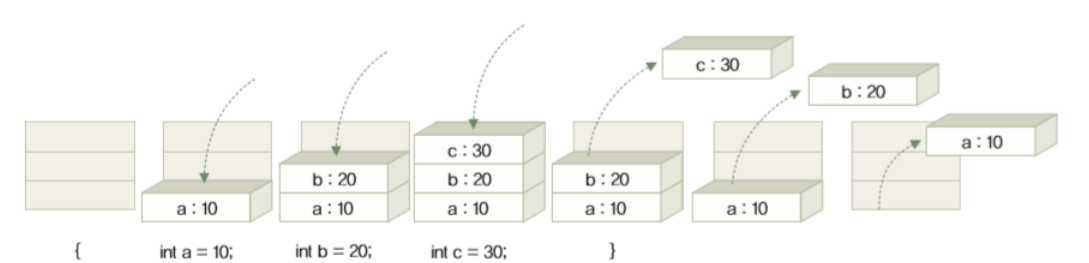 c : 30
b : 20
a : 10
c : 30
b : 20
b : 20
b : 20
a : 10
a : 10
a : 10
a : 10
a : 10
{ int a = 10; int b = 20; int c = 30; }